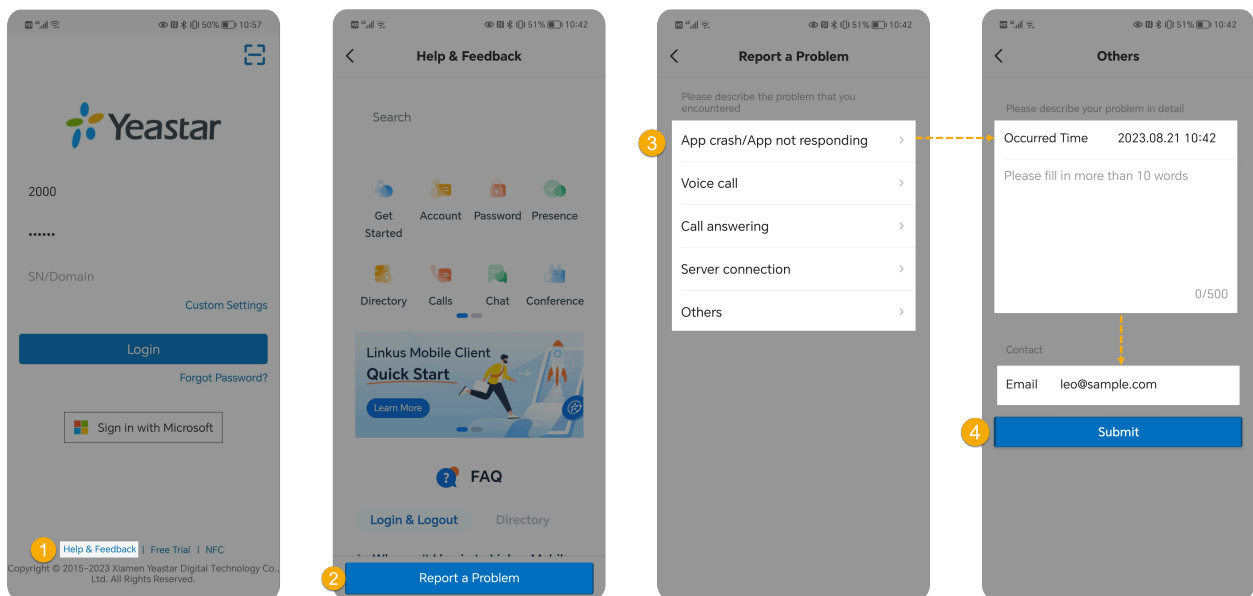 50% 10:57
Yeastar
2000
••••••
SN/Domain
Custom Settings
Login
Forgot Password?
Sign in with Microsoft
1
Help & Feedback | Free Trial | NFC
Copyright © 2015-2023 Xiamen Yeastar Digital Technology Co.,
Ltd. All Rights Reserved.
51% 10:42
Help & Feedback
Search
Get Started
Account
Password
Presence
Directory
Calls
Chat
Conference
Linkus Mobile Client
Quick Start
Learn More
?
FAQ
Login & Logout
Directory
2
Report a Problem
51% 10:42
Report a Problem
Please describe the problem that you
encountered
3
App crash/App not responding
Voice call
Call answering
Server connection
Others
51% 10:42
Others
Please describe your problem in detail
Occurred Time 2023.08.21 10:42
Please fill in more than 10 words
0/500
Contact
Email leo@sample.com
4
Submit